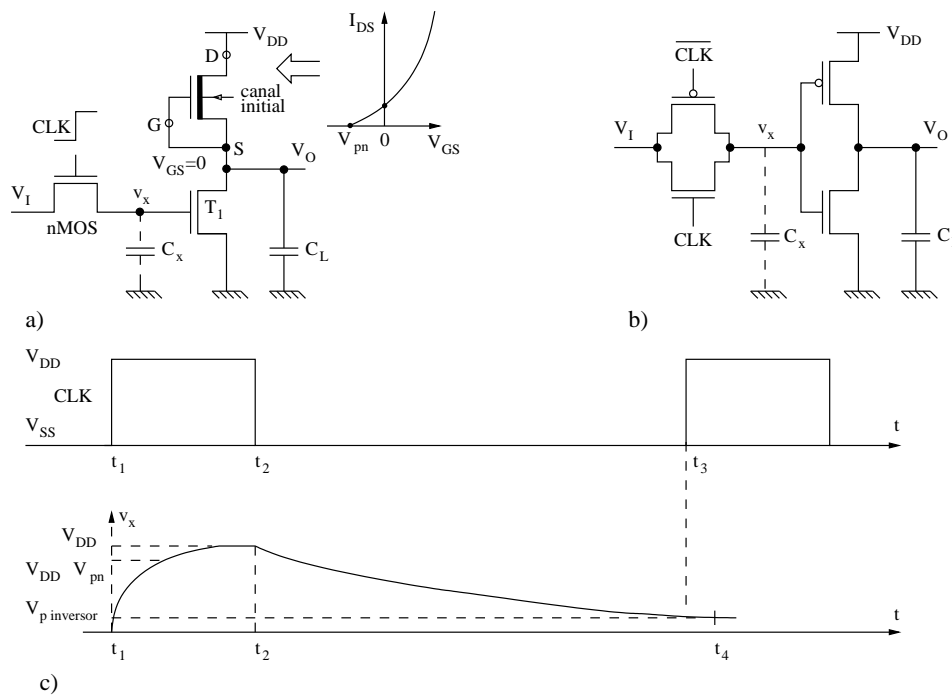 I_DS
V_DD
D
CLK
V_DD
canal
initial
CLK
G
V_pn
0
V_GS
S
V_I
v_x
V_O
V_GS=0
V_O
V_I
v_x
T_1
nMOS
CLK
C_x
C_L
C_x
C
a)
b)
V_DD
CLK
V_SS
t
t_1
t_2
t_3
v_x
V_DD
V_DD V_pn
V_p inversor
t
t_1
t_2
t_4
c)